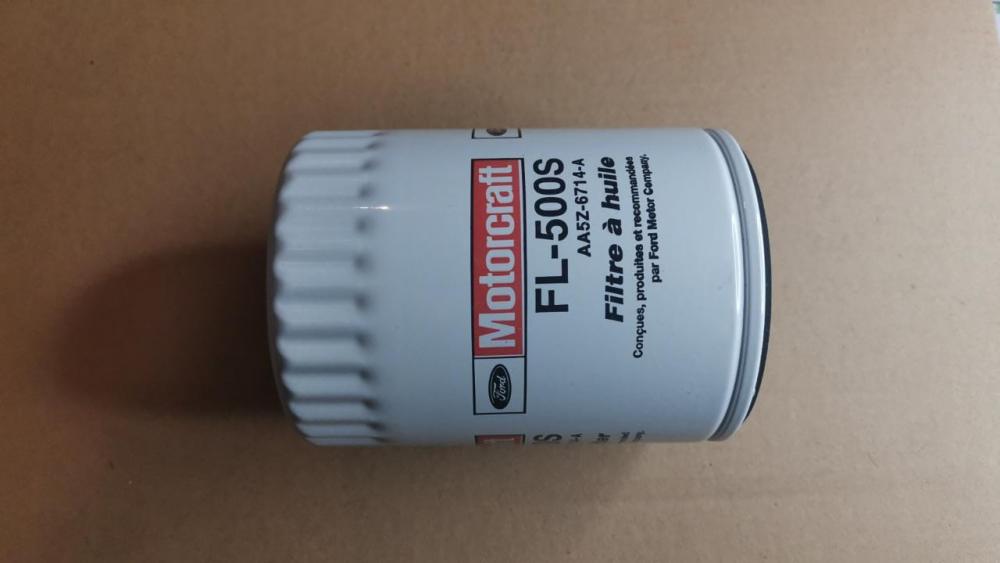 Ford Motorcraft
FL-500S
AA5Z-6714-A
Filtre à huile
Conçues, produites et recommandées
par Ford Motor Company.